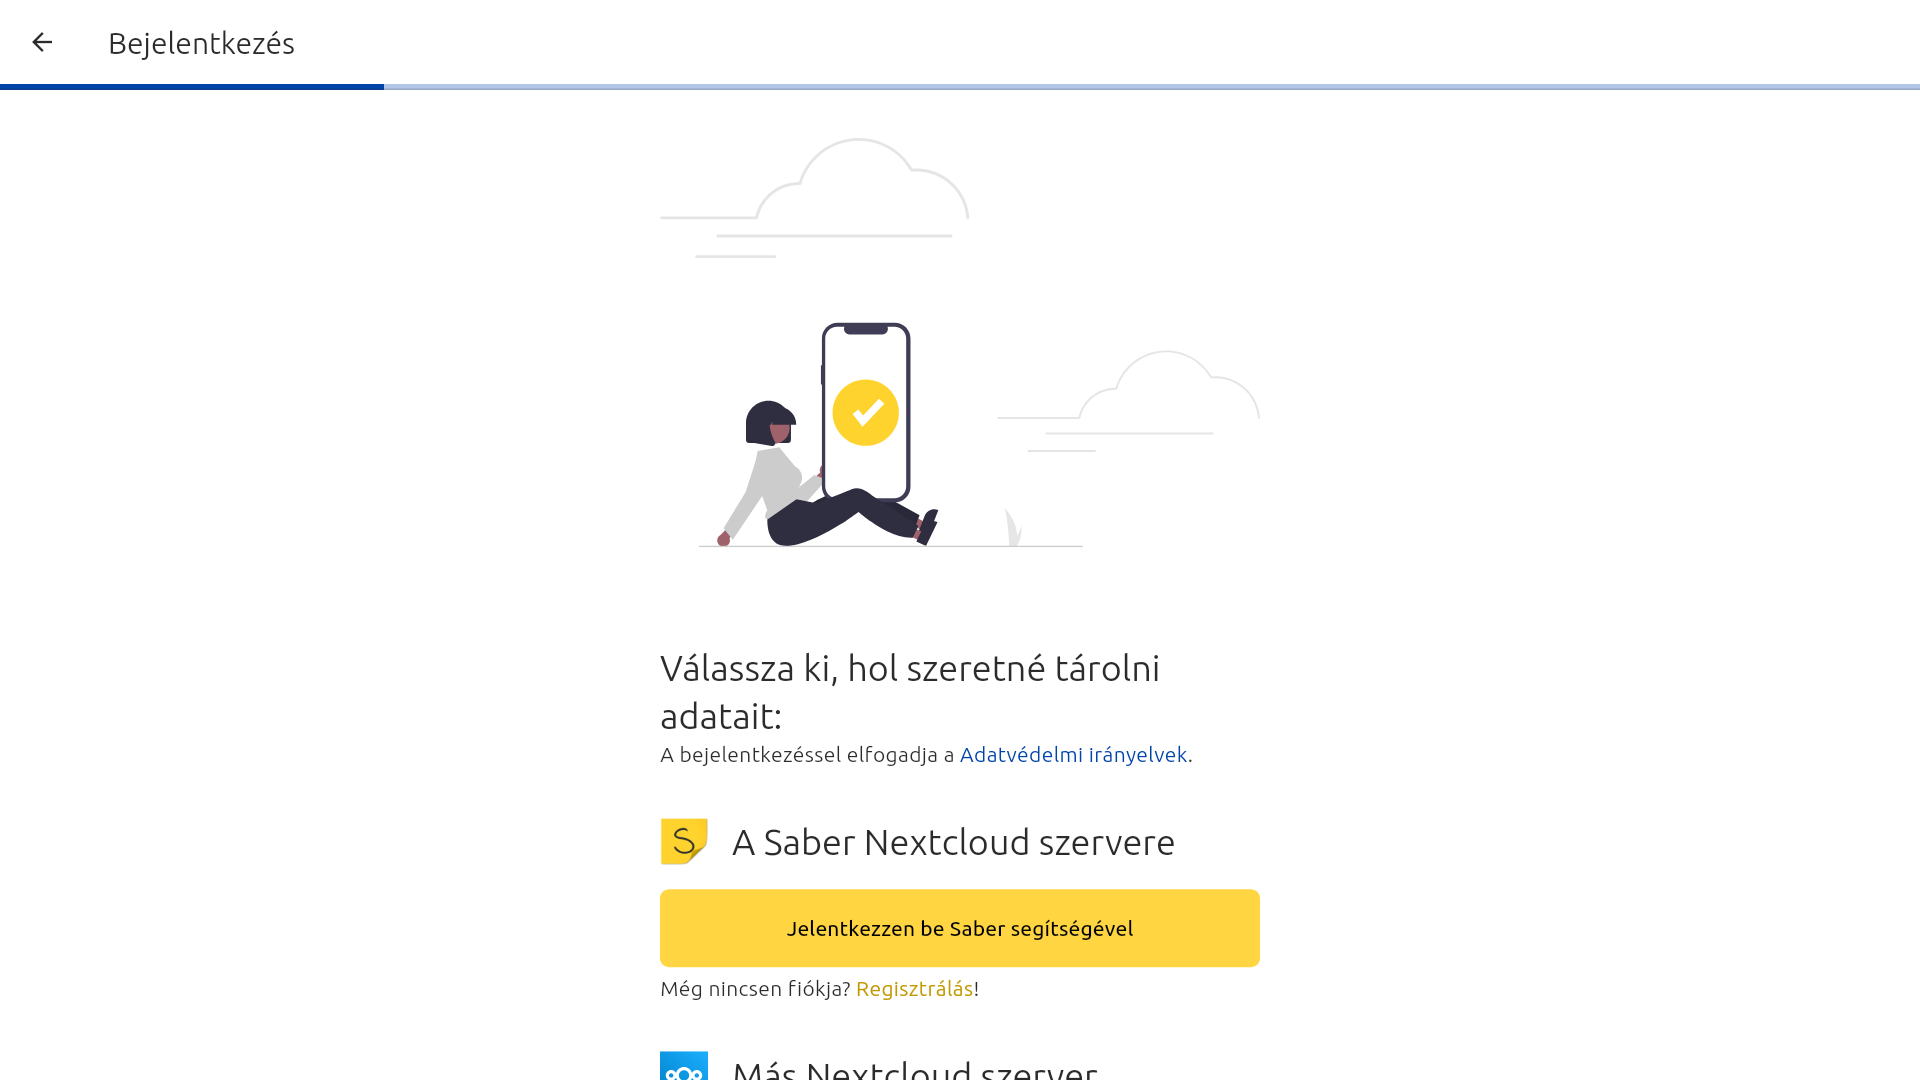 Bejelentkezés
Válassza ki, hol szeretné tárolni
adatait:
A bejelentkezéssel elfogadja a Adatvédelmi irányelvek.
S
A Saber Nextcloud szervere
Jelentkezzen be Saber segítségével
Még nincsen fiókja? Regisztrálás!
Más Nextcloud szerver